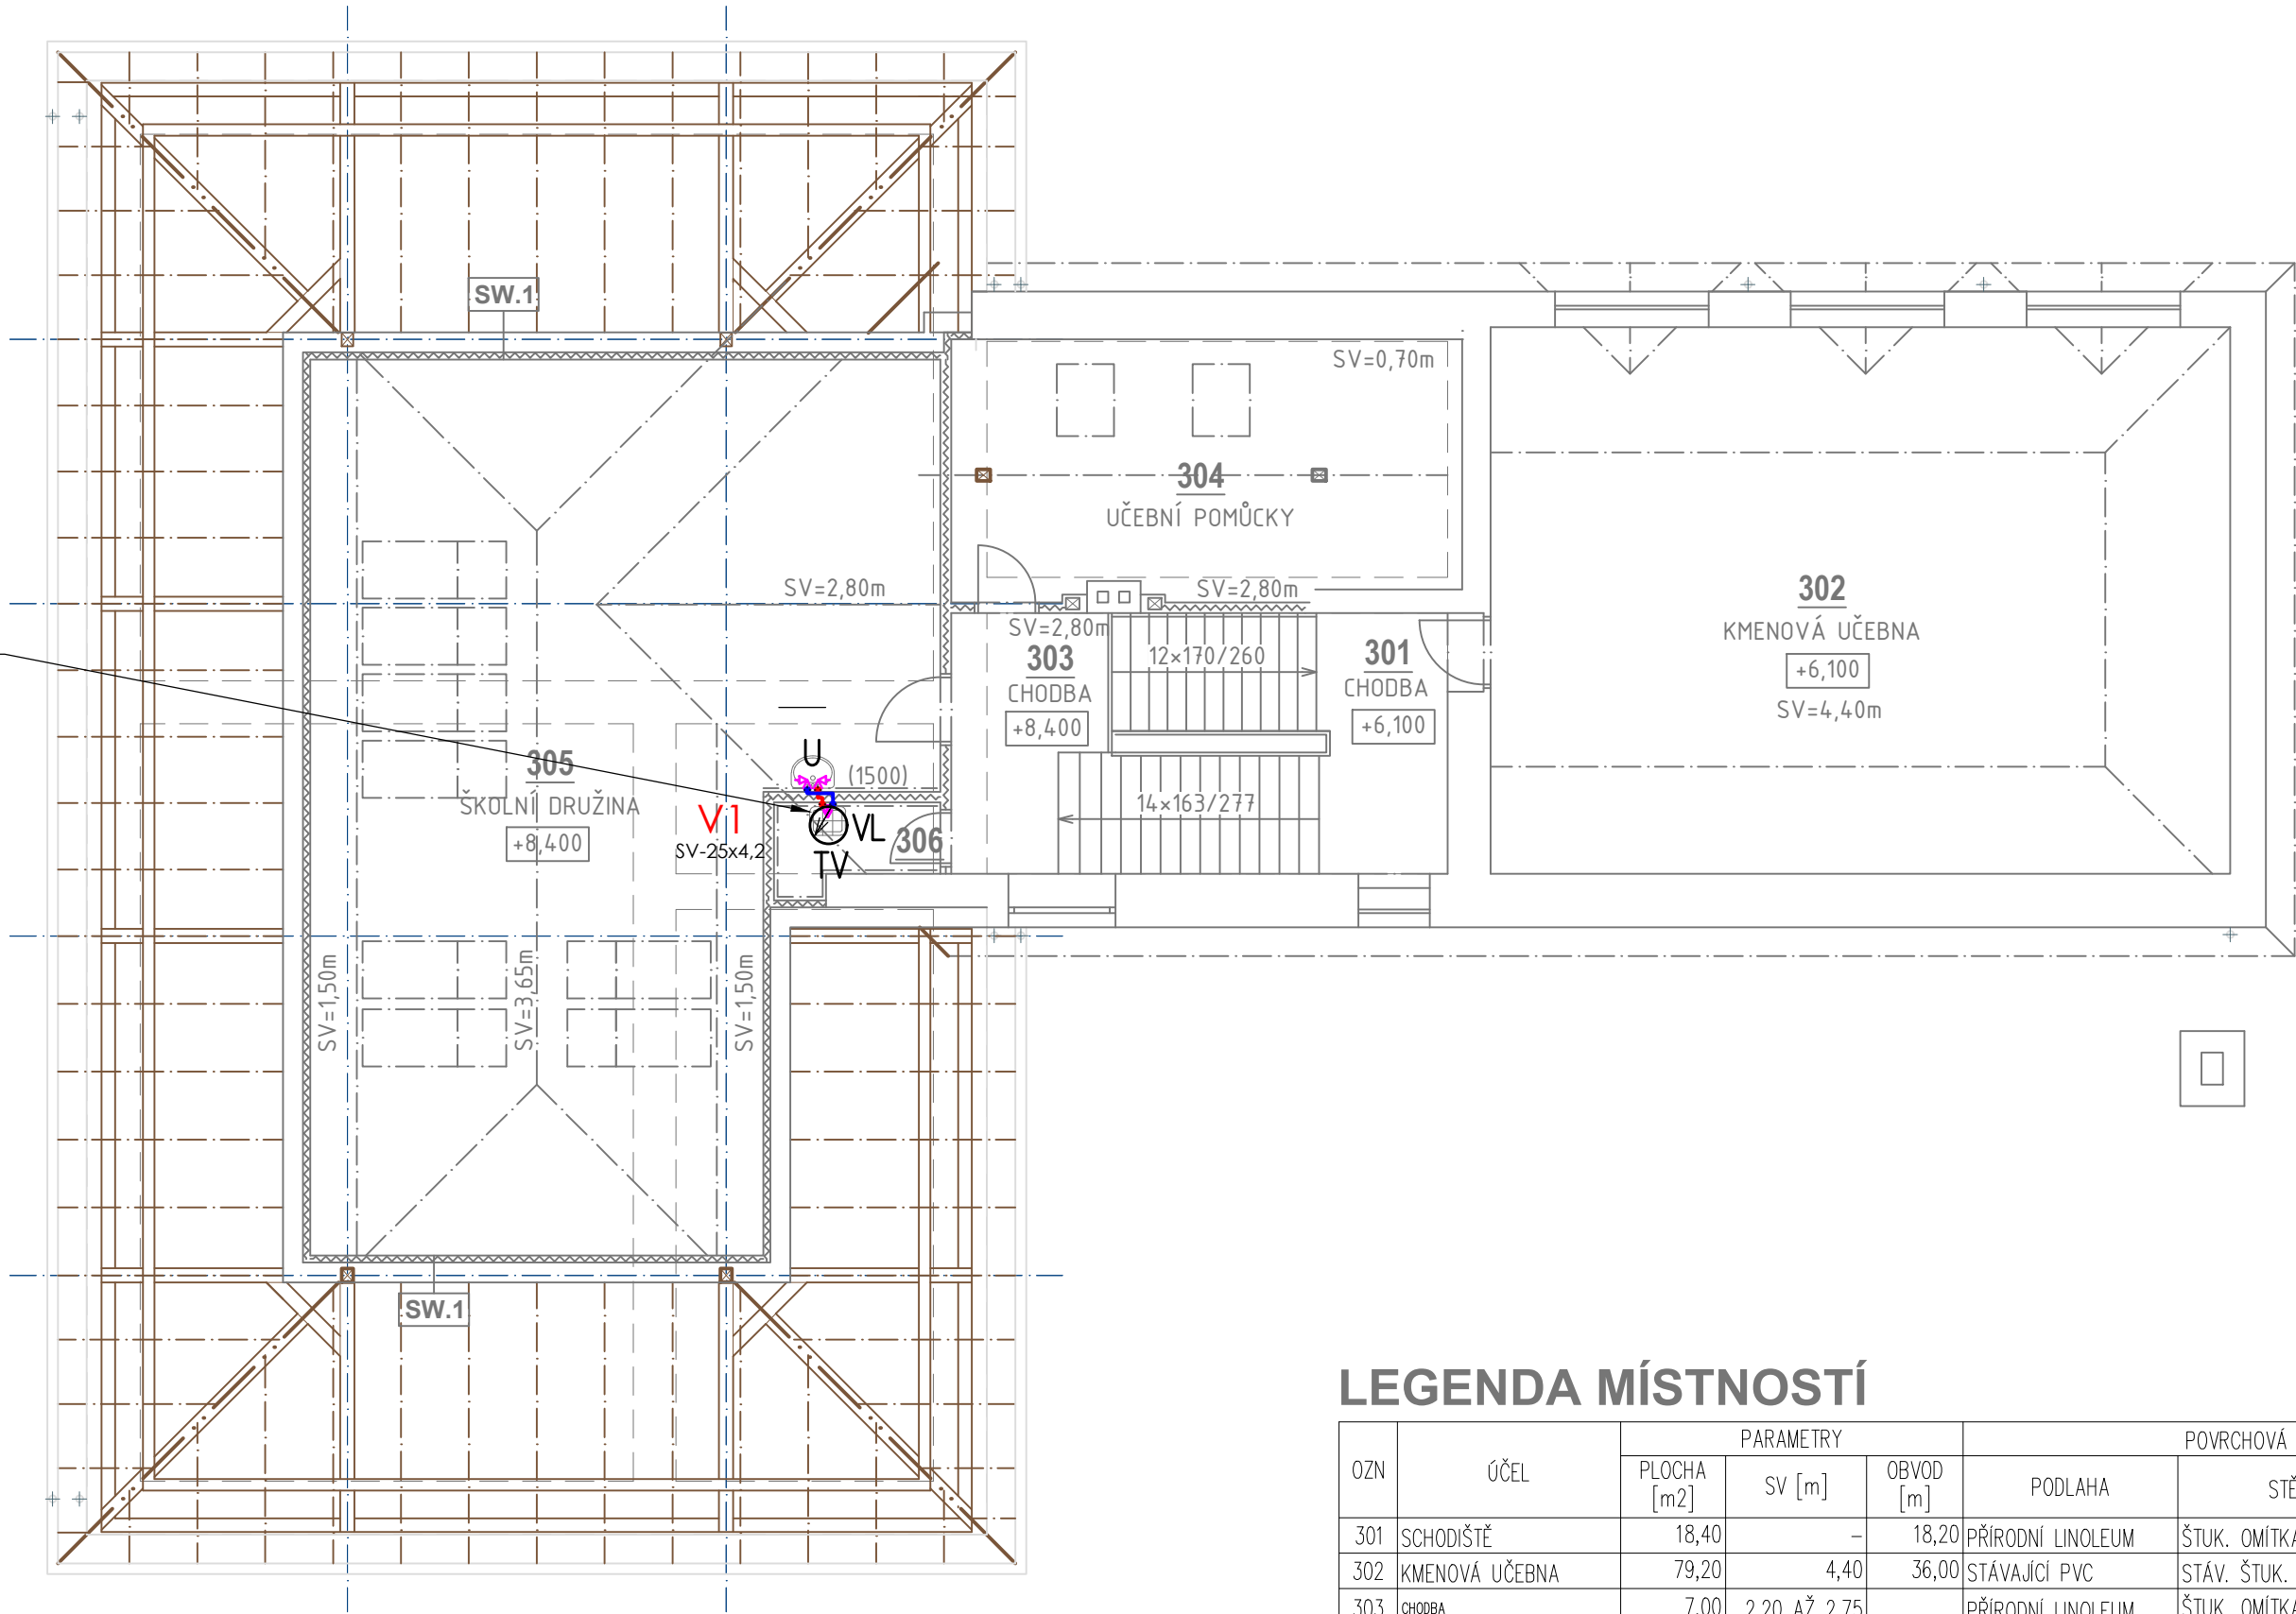 SW.1
SV=0,70m
304
UČEBNÍ POMŮCKY
SV=2,80m
SV=2,80m
SV=2,80m
302
KMENOVÁ UČEBNA
+6,100
SV=4,40m
303
CHODBA
+8,400
12×170/260
301
CHODBA
+6,100
U
(1500)
305
ŠKOLNÍ DRUŽINA
+8,400
V1
SV-25x4,2
VL
TV
306
14×163/277
SV=1,50m
SV=3,65m
SV=1,50m
SW.1
LEGENDA MÍSTNOSTÍ
OZN ÚČEL PARAMETRY POVRCHOVÁ
PLOCHA [m2] SV [m] OBVOD [m] PODLAHA STĚ
301 SCHODIŠTĚ 18,40 – 18,20 PŘÍRODNÍ LINOLEUM ŠTUK. OMÍTKA
302 KMENOVÁ UČEBNA 79,20 4,40 36,00 STÁVAJÍCÍ PVC STÁV. ŠTUK.
303 CHODBA 7,00 2,20 AŽ 2,75 PŘÍRODNÍ LINOLEUM ŠTUK. OMÍTKA